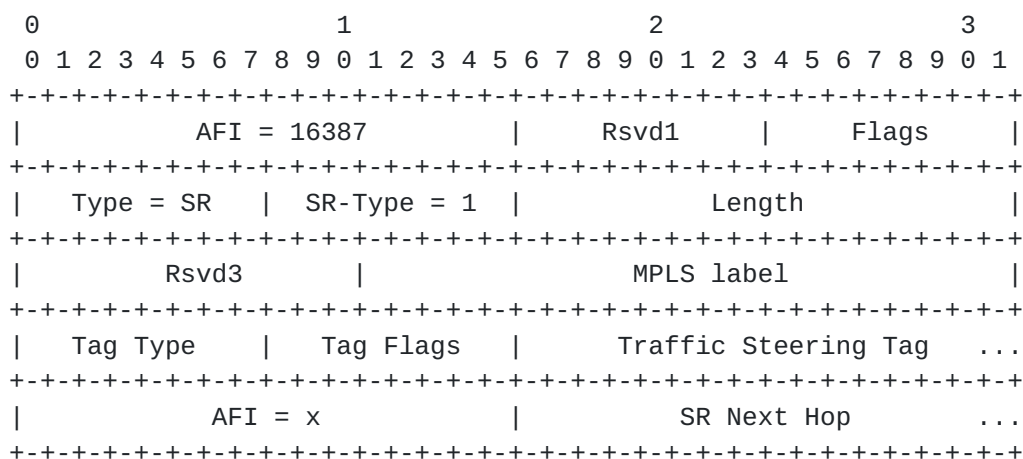 0                   1                   2                   3
 0 1 2 3 4 5 6 7 8 9 0 1 2 3 4 5 6 7 8 9 0 1 2 3 4 5 6 7 8 9 0 1
+-+-+-+-+-+-+-+-+-+-+-+-+-+-+-+-+-+-+-+-+-+-+-+-+-+-+-+-+-+-+-+-+
|           AFI = 16387         |     Rsvd1     |     Flags     |
+-+-+-+-+-+-+-+-+-+-+-+-+-+-+-+-+-+-+-+-+-+-+-+-+-+-+-+-+-+-+-+-+
|   Type = SR   |  SR-Type = 1  |            Length             |
+-+-+-+-+-+-+-+-+-+-+-+-+-+-+-+-+-+-+-+-+-+-+-+-+-+-+-+-+-+-+-+-+
|         Rsvd3         |                 MPLS label            |
+-+-+-+-+-+-+-+-+-+-+-+-+-+-+-+-+-+-+-+-+-+-+-+-+-+-+-+-+-+-+-+-+
|   Tag Type    |   Tag Flags   |      Traffic Steering Tag   ...
+-+-+-+-+-+-+-+-+-+-+-+-+-+-+-+-+-+-+-+-+-+-+-+-+-+-+-+-+-+-+-+-+
|            AFI = x            |          SR Next Hop        ...
+-+-+-+-+-+-+-+-+-+-+-+-+-+-+-+-+-+-+-+-+-+-+-+-+-+-+-+-+-+-+-+-+